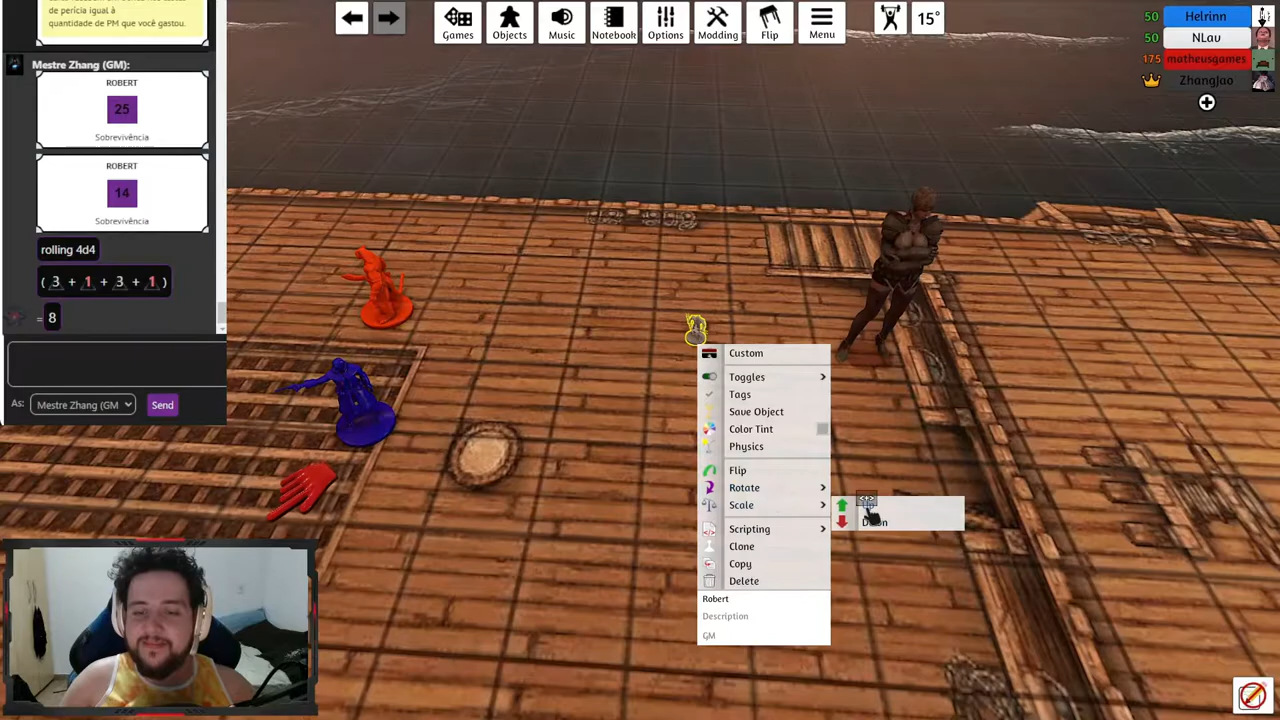 de perícia igual à
quantidade de PM que você gastou.
Mestre Zhang (GM):
ROBERT
25
Sobrevivência
ROBERT
14
Sobrevivência
rolling 4d4
( 3 + 1 + 3 + 1 )
= 8
As: Mestre Zhang (GM
Send
Games
Objects
Music
Notebook
Options
Modding
Flip
Menu
15°
50 Helrinn
50 NLav
175 matheusgames
ZhangJao
Custom
Toggles
Tags
Save Object
Color Tint
Physics
Flip
Rotate
Scale
Scripting
Clone
Copy
Delete
Robert
Description
GM